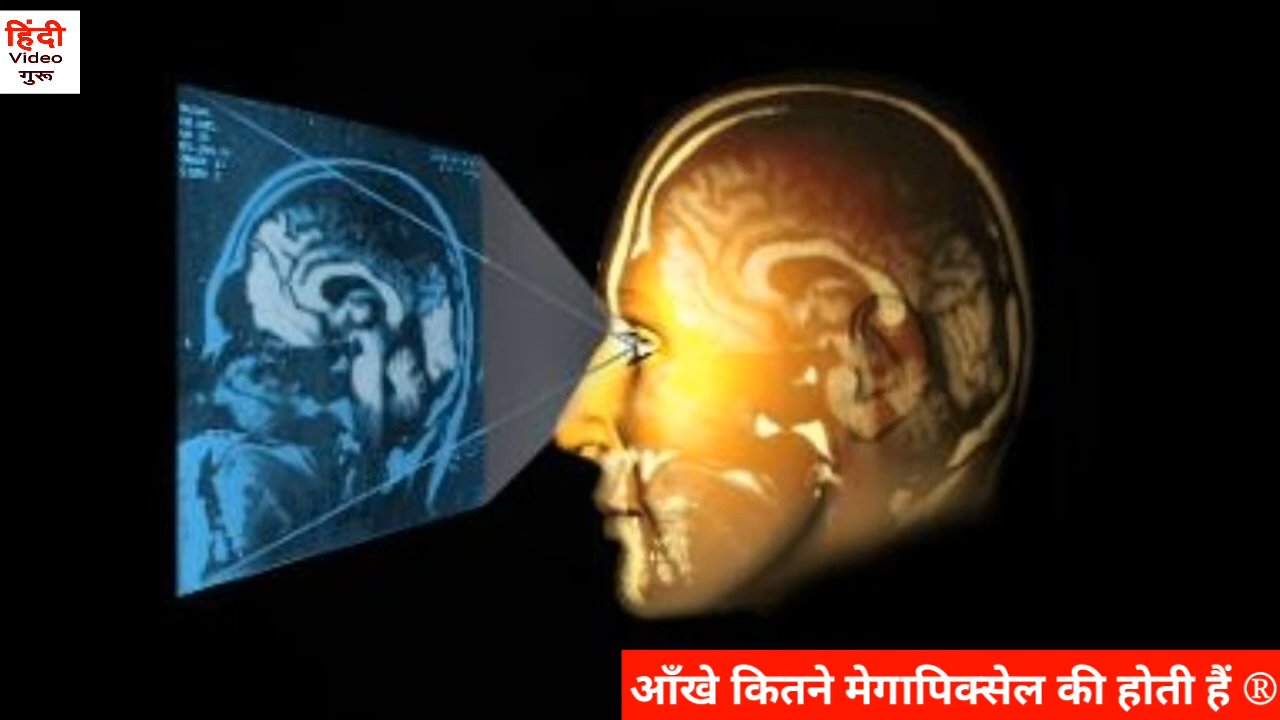 हिंदी
Video
गुरू
आँखे कितने मेगापिक्सेल की होती हैं ®